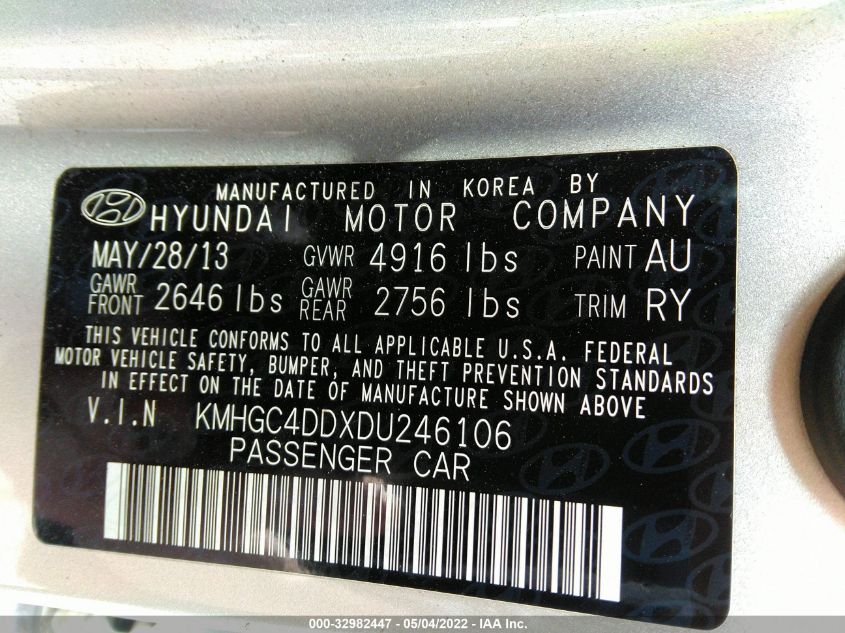 MANUFACTURED IN KOREA BY
HYUNDAI MOTOR COMPANY
MAY/28/13 GVWR 4916 lbs PAINT AU
GAWR FRONT 2646 lbs GAWR REAR 2756 lbs TRIM RY
THIS VEHICLE CONFORMS TO ALL APPLICABLE U.S.A. FEDERAL
MOTOR VEHICLE SAFETY, BUMPER, AND THEFT PREVENTION STANDARDS
IN EFFECT ON THE DATE OF MANUFACTURE SHOWN ABOVE
V.I.N KMHGC4DDXDU246106
PASSENGER CAR
000-32982447 - 05/04/2022 - IAA Inc.